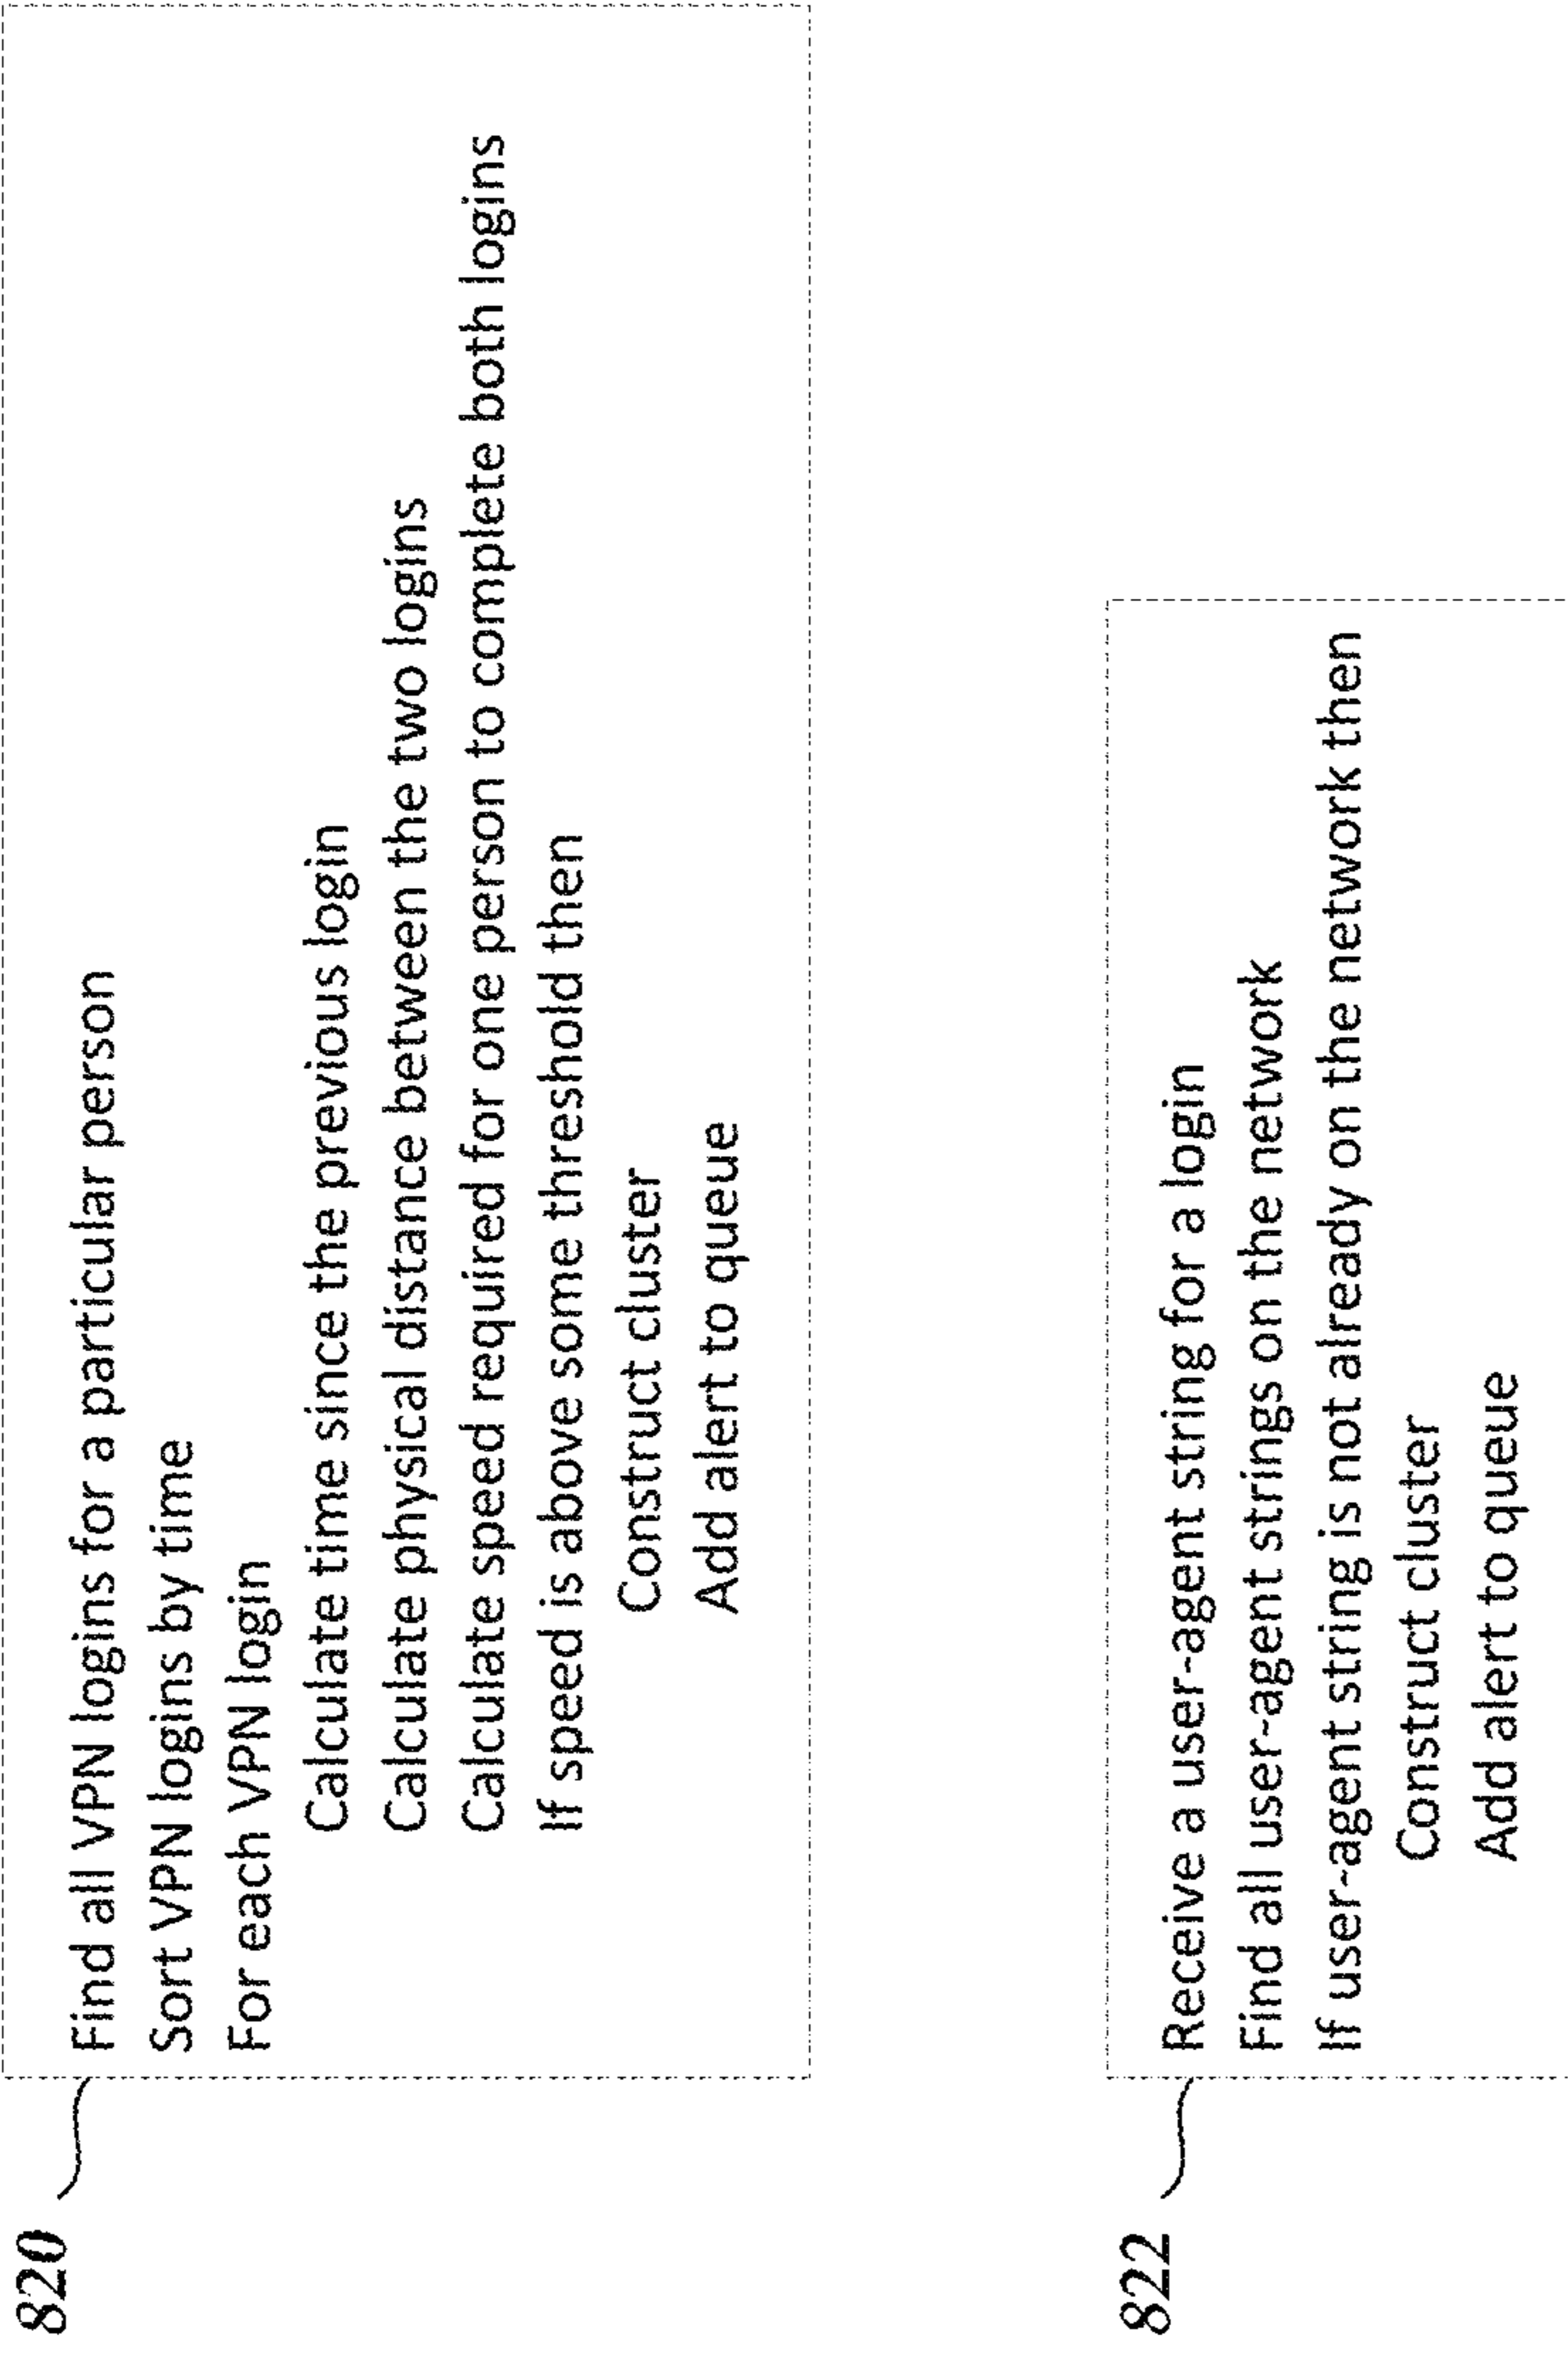 820
Find all VPN logins for a particular person
Sort VPN logins by time
For each VPN login
Calculate time since the previous login
Calculate physical distance between the two logins
Calculate speed required for one person to complete both logins
If speed is above some threshold then
Construct cluster
Add alert to queue
822
Receive a user-agent string for a login
Find all user-agent strings on the network
If user-agent string is not already on the network then
Construct cluster
Add alert to queue